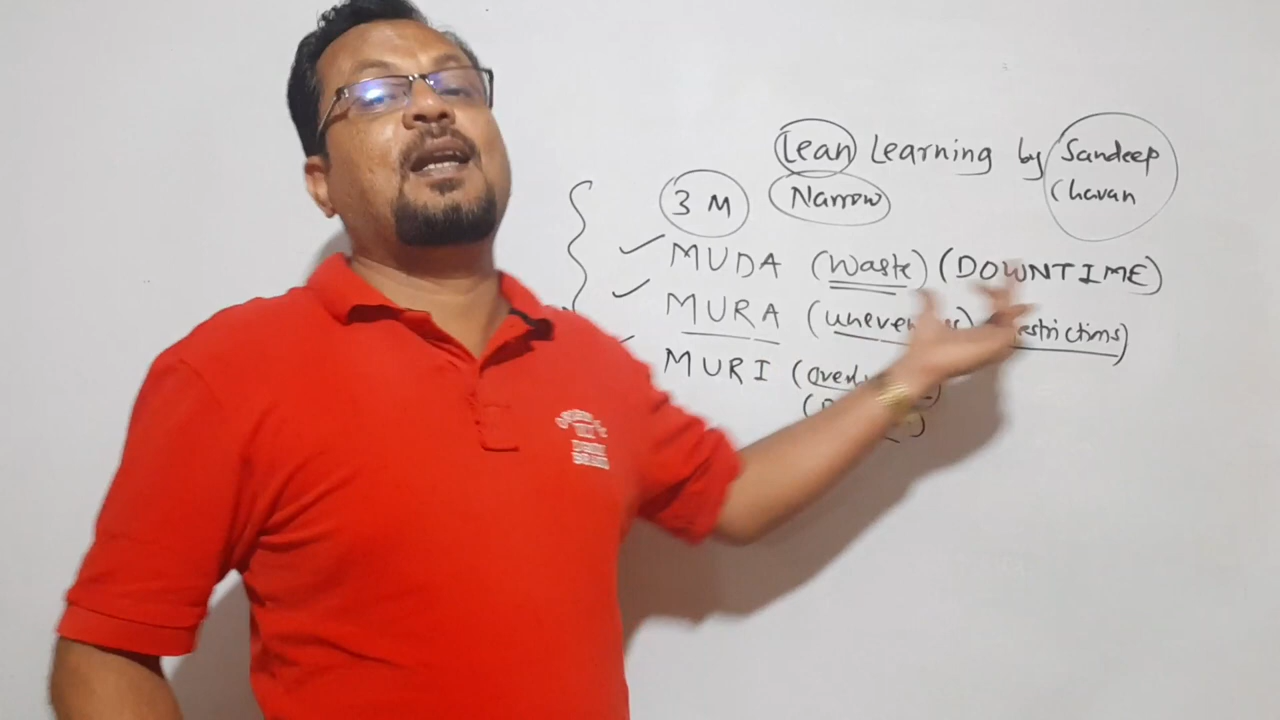 Lean Learning by Sandeep Chavan
3 M Narrow
MUDA (Waste) (DOWNTIME)
MURA
MURI